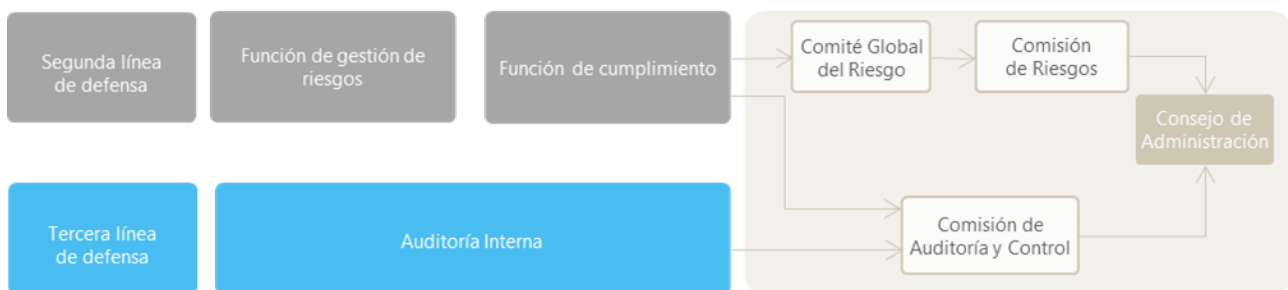 Segunda línea
de defensa
Función de gestión de
riesgos
Función de cumplimiento
Comité Global
del Riesgo
Comisión
de Riesgos
Consejo de
Administración
Tercera línea
de defensa
Auditoría Interna
Comisión de
Auditoría y Control